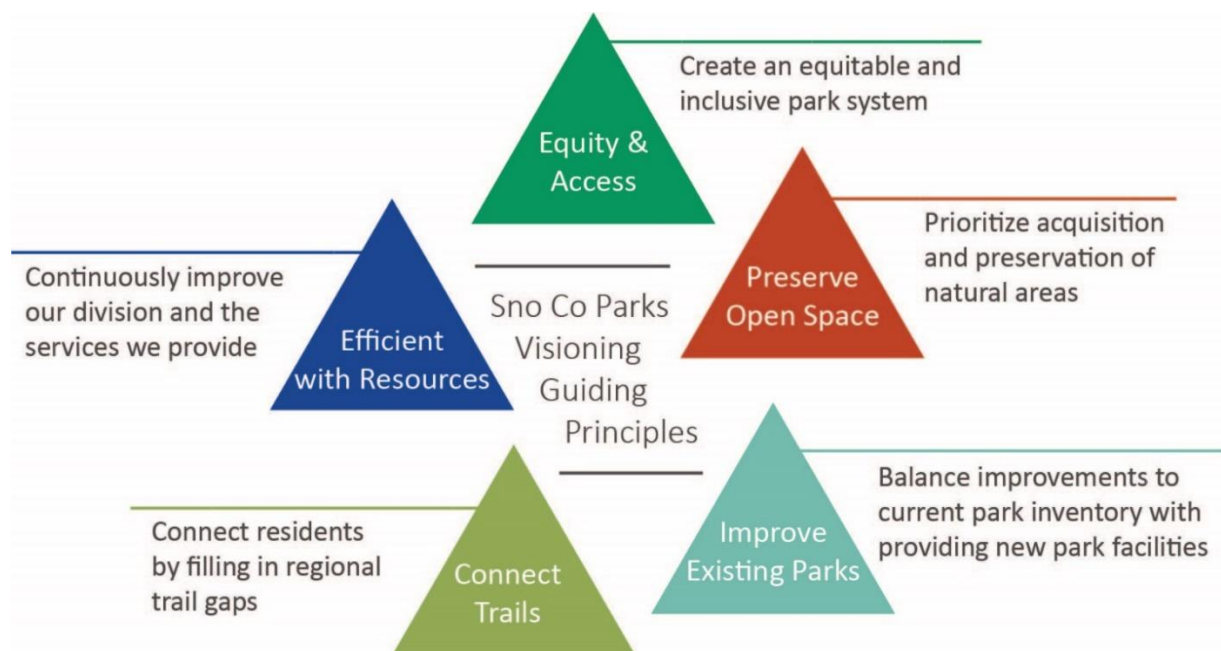 Create an equitable and
inclusive park system
Equity &
Access
Prioritize acquisition
and preservation of
natural areas
Preserve
Open Space
Continuously improve
our division and the
services we provide
Efficient
with Resources
Sno Co Parks
Visioning
Guiding
Principles
Balance improvements to
current park inventory with
providing new park facilities
Improve
Existing Parks
Connect residents
by filling in regional
trail gaps
Connect
Trails